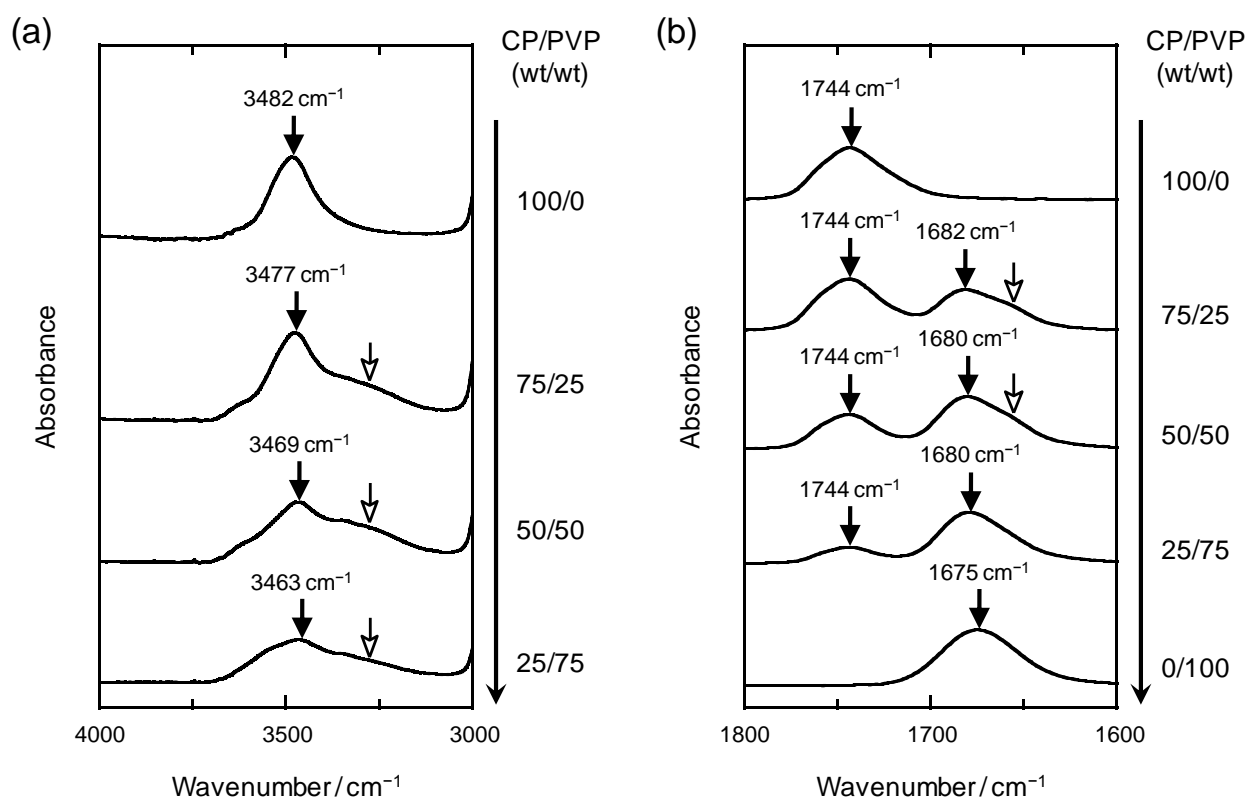 (a)
CP/PVP
(wt/wt)
3482 cm⁻¹
100/0
3477 cm⁻¹
75/25
3469 cm⁻¹
50/50
3463 cm⁻¹
25/75
Absorbance
4000 3500 3000
Wavenumber / cm⁻¹
(b)
CP/PVP
(wt/wt)
1744 cm⁻¹
100/0
1744 cm⁻¹ 1682 cm⁻¹
75/25
1744 cm⁻¹ 1680 cm⁻¹
50/50
1744 cm⁻¹ 1680 cm⁻¹
25/75
1675 cm⁻¹
0/100
Absorbance
1800 1700 1600
Wavenumber / cm⁻¹